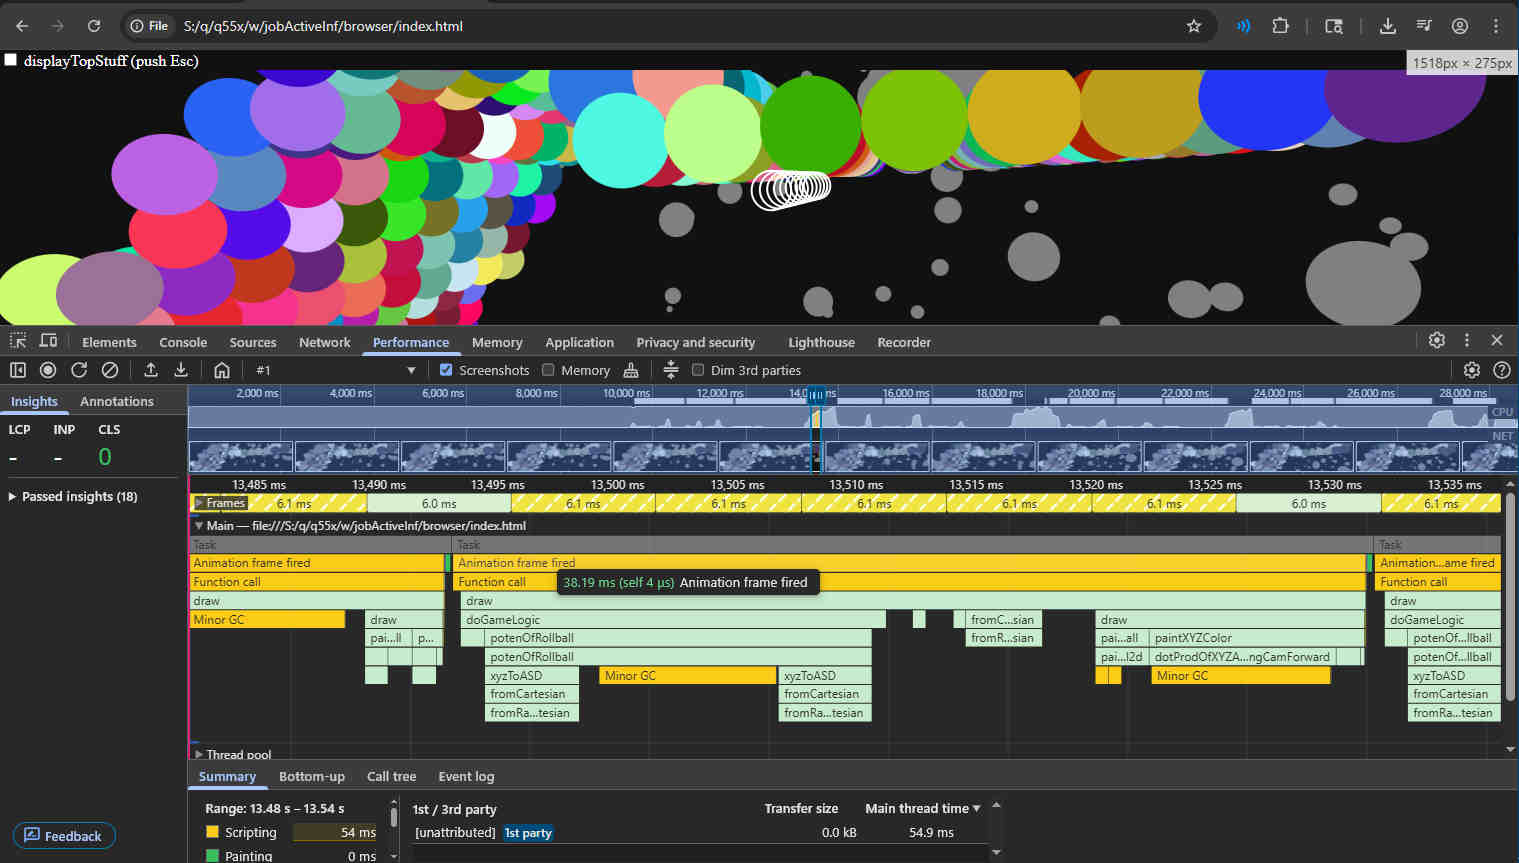 File S:/q/q55x/w/jobActiveInf/browser/index.html
displayTopStuff (push Esc)
1518px × 275px
Elements Console Sources Network Performance Memory Application Privacy and security Lighthouse Recorder
#1 Screenshots Memory Dim 3rd parties
Insights Annotations
LCP INP CLS
- - 0
Passed insights (18)
2,000 ms 4,000 ms 6,000 ms 8,000 ms 10,000 ms 12,000 ms 14,0 ms 16,000 ms 18,000 ms 20,000 ms 22,000 ms 24,000 ms 26,000 ms 28,000 ms
CPU
NET
13,485 ms 13,490 ms 13,495 ms 13,500 ms 13,505 ms 13,510 ms 13,515 ms 13,520 ms 13,525 ms 13,530 ms 13,535 ms
Frames 6.1 ms 6.0 ms 6.1 ms 6.1 ms 6.1 ms 6.1 ms 6.1 ms 6.0 ms 6.1 ms
Main — file:///S:/q/q55x/w/jobActiveInf/browser/index.html
Task Task Task
Animation frame fired Animation frame fired Animation...ame fired
Function call Function call Function call
38.19 ms (self 4 μs) Animation frame fired
draw draw draw
Minor GC draw doGameLogic fromC...sian draw doGameLogic
pai...ll p... potenOfRollball fromR...sian pai...all paintXYZColor potenOf...llball
potenOfRollball pai...l2d dotProdOfXYZA...ngCamForward potenOf...llball
xyzToASD Minor GC xyzToASD Minor GC xyzToASD
fromCartesian fromCartesian fromCartesian
fromRa...tesian fromRa...tesian fromRa...tesian
Thread pool
Summary Bottom-up Call tree Event log
Range: 13.48 s – 13.54 s
Scripting 54 ms
Painting 0 ms
1st / 3rd party Transfer size Main thread time
[unattributed] 1st party 0.0 kB 54.9 ms
Feedback